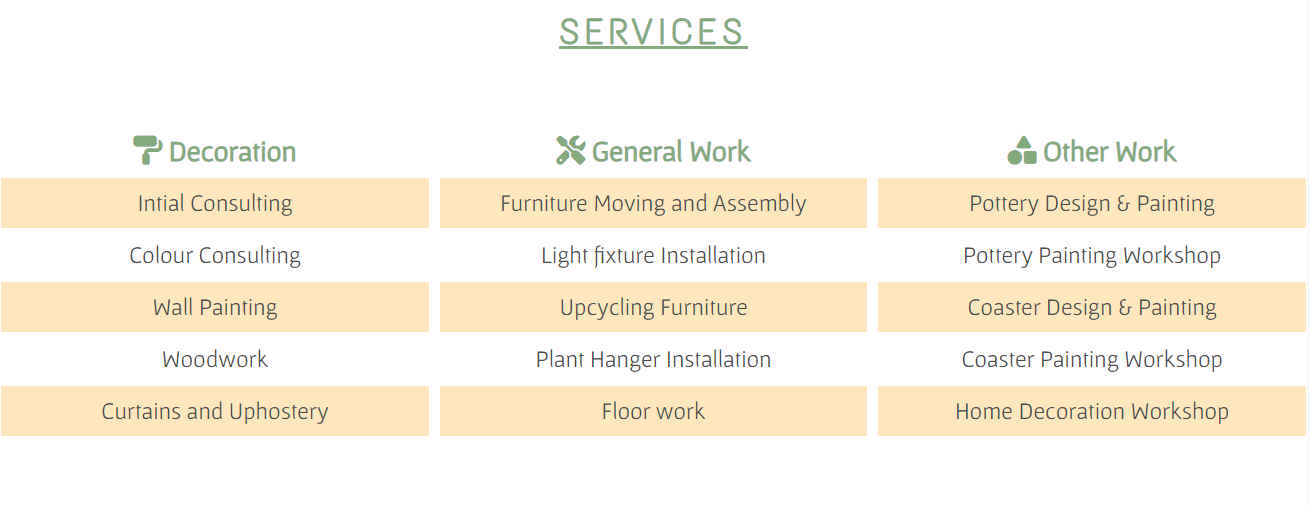 SERVICES
Decoration General Work Other Work
Intial Consulting Furniture Moving and Assembly Pottery Design & Painting
Colour Consulting Light fixture Installation Pottery Painting Workshop
Wall Painting Upcycling Furniture Coaster Design & Painting
Woodwork Plant Hanger Installation Coaster Painting Workshop
Curtains and Uphostery Floor work Home Decoration Workshop